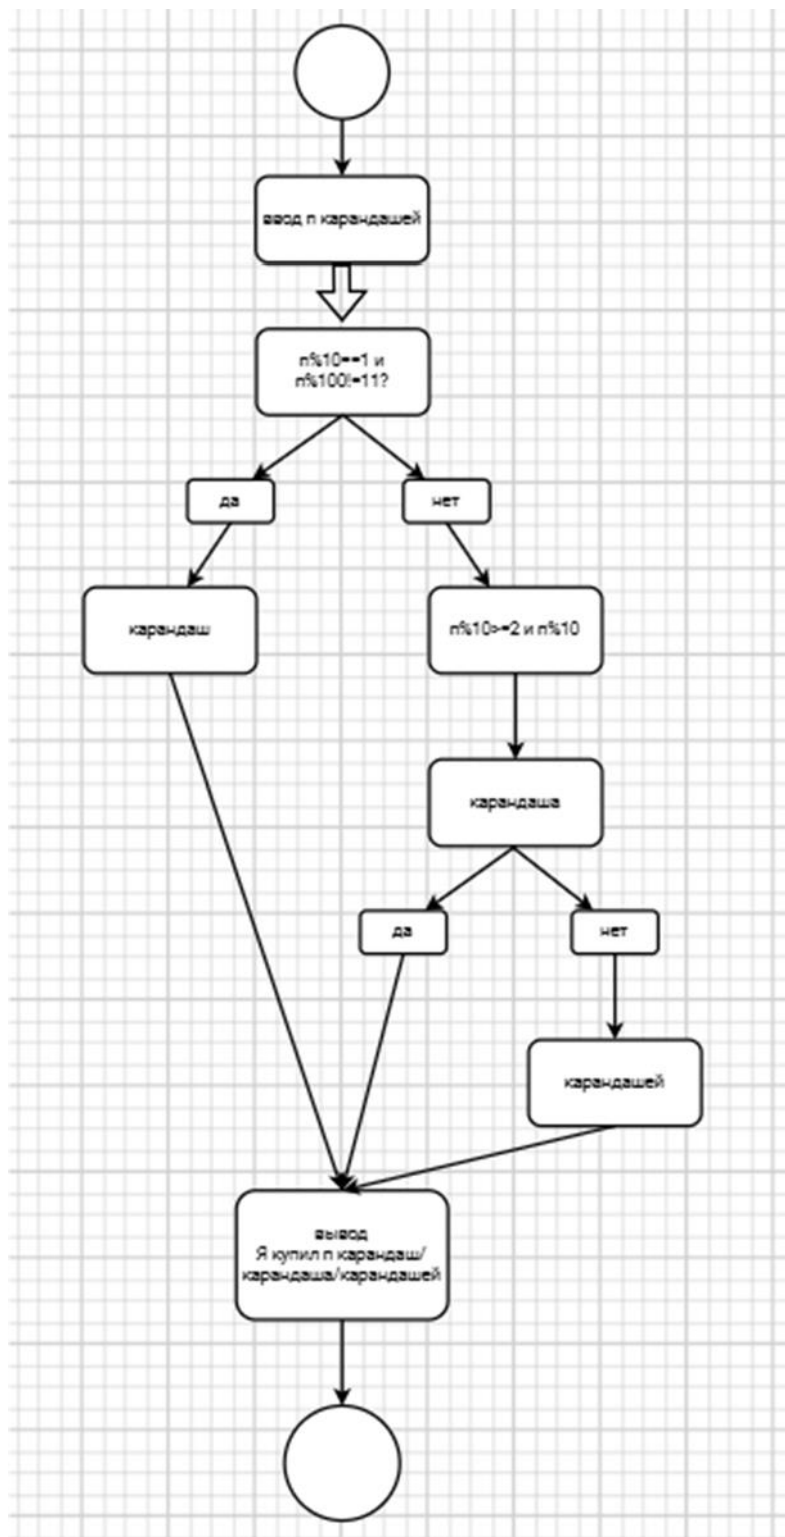 ввод n карандашей
n%10==1 и
n%100!=11?
да
нет
карандаш
n%10>=2 и n%10
карандаша
да
нет
карандашей
вывод
Я купил n карандаш/
карандаша/карандашей